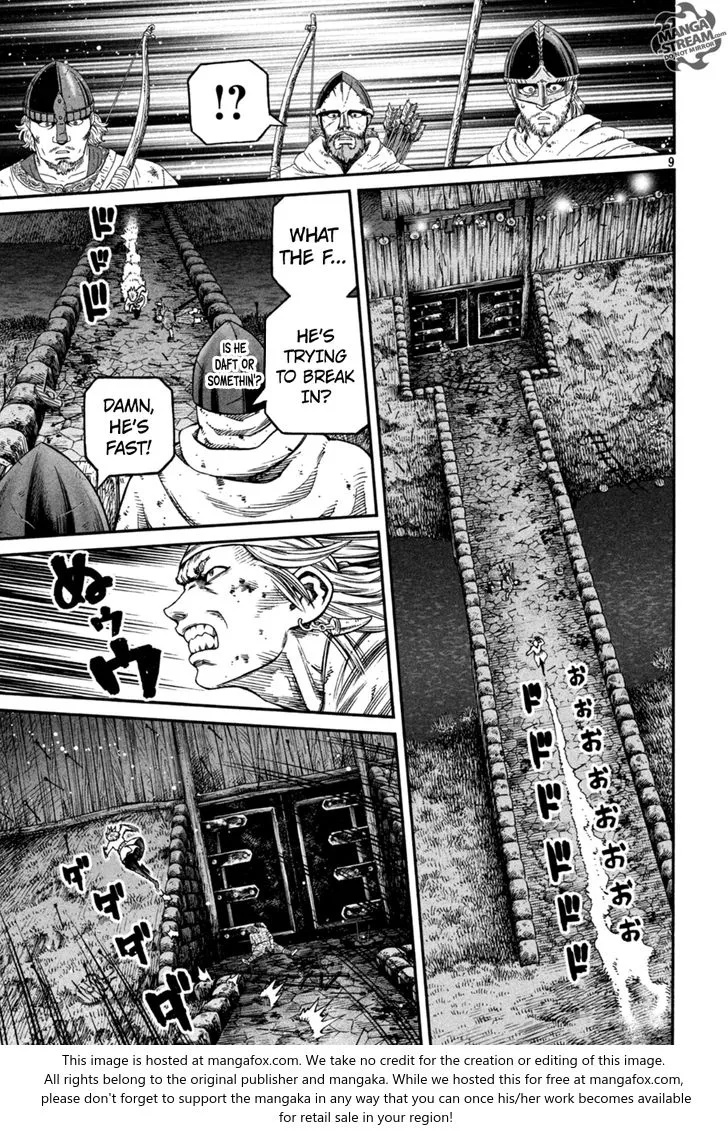 MANGA
STREAM.com
DO NOT MIRROR
!?
9
WHAT
THE F...
HE'S
TRYING
TO BREAK
IN?
IS HE
DAFT OR
SOMETHIN'?
DAMN,
HE'S
FAST!
ドドド
ぬゥウ
おおおおおおおお
ドドドドドド
ダダダダ
This image is hosted at mangafox.com. We take no credit for the creation or editing of this image.
All rights belong to the original publisher and mangaka. While we hosted this for free at mangafox.com,
please don't forget to support the mangaka in any way that you can once his/her work becomes available
for retail sale in your region!